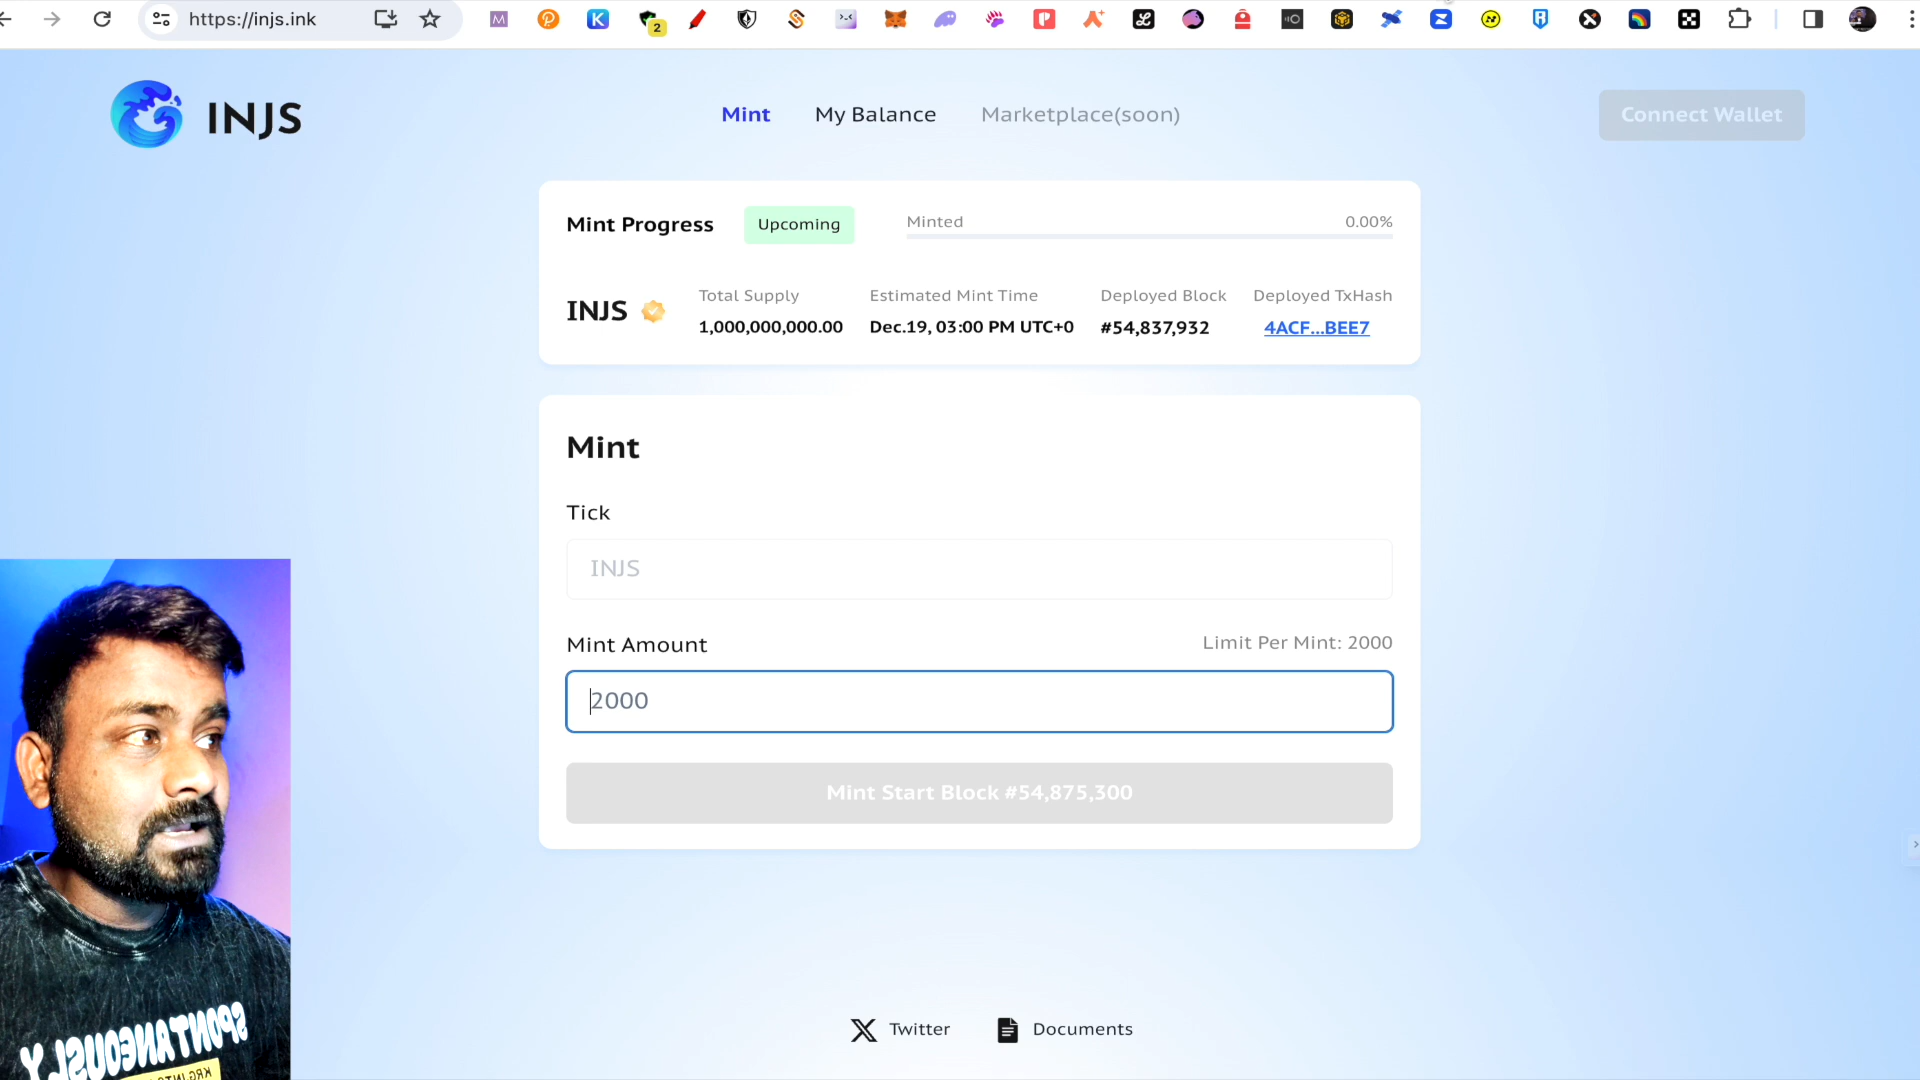 https://injs.ink
2
INJS
Mint
My Balance
Marketplace(soon)
Connect Wallet
Mint Progress
Upcoming
Minted
0.00%
INJS
Total Supply
1,000,000,000.00
Estimated Mint Time
Dec.19, 03:00 PM UTC+0
Deployed Block
#54,837,932
Deployed TxHash
4ACF...BEE7
Mint
Tick
INJS
Mint Amount
Limit Per Mint: 2000
2000
Mint Start Block #54,875,300
Twitter
Documents
SPONTANEOUSLY